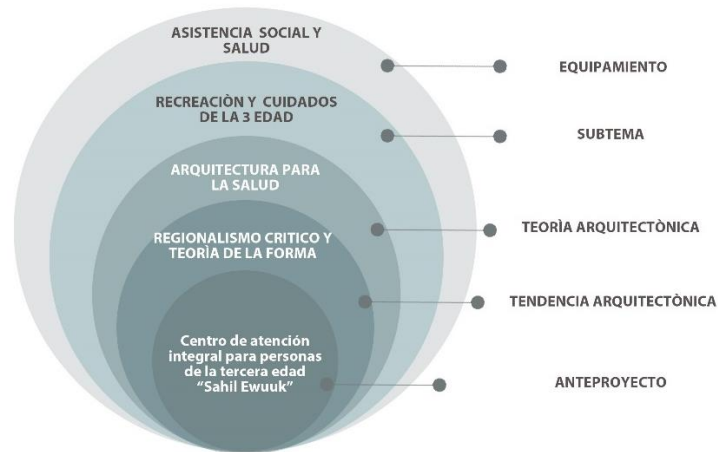 ASISTENCIA SOCIAL Y
SALUD
EQUIPAMIENTO
RECREACIÒN Y CUIDADOS
DE LA 3 EDAD
SUBTEMA
ARQUITECTURA PARA
LA SALUD
TEORÌA ARQUITECTÒNICA
REGIONALISMO CRITICO Y
TEORÌA DE LA FORMA
TENDENCIA ARQUITECTÒNICA
Centro de atención
integral para personas
de la tercera edad
“Sahil Ewuuk”
ANTEPROYECTO